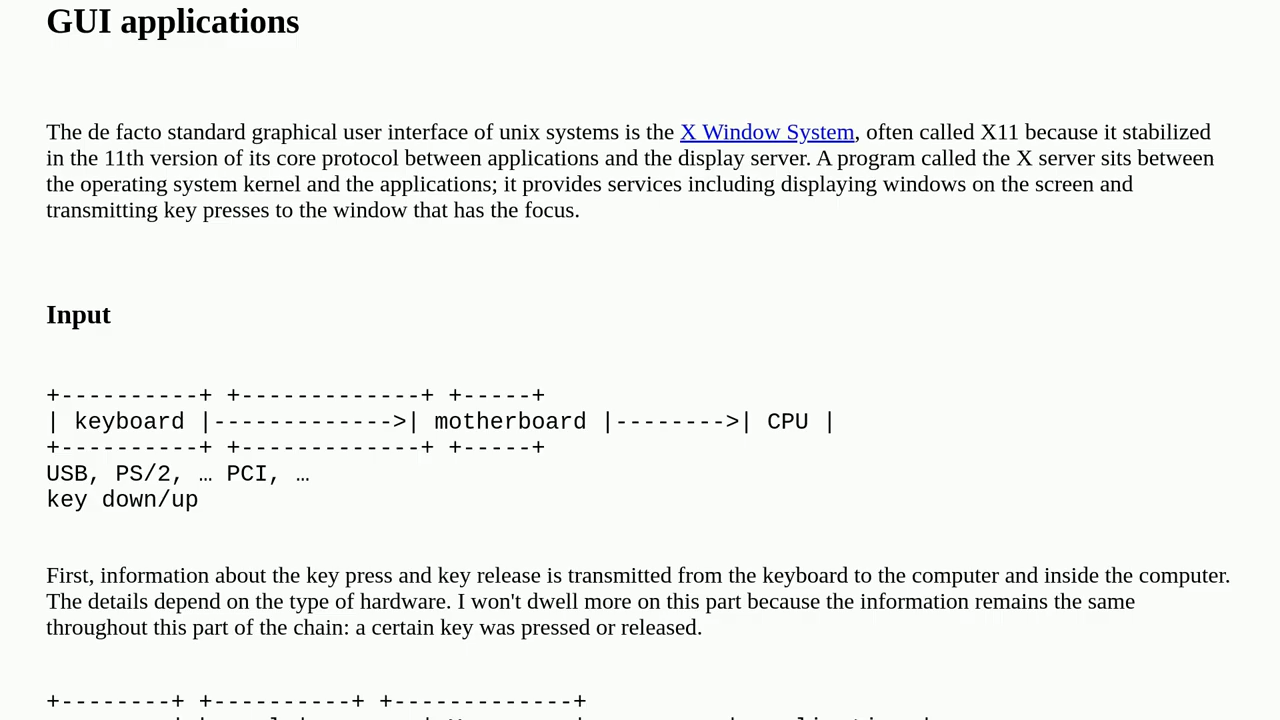 GUI applications
The de facto standard graphical user interface of unix systems is the X Window System, often called X11 because it stabilized
in the 11th version of its core protocol between applications and the display server. A program called the X server sits between
the operating system kernel and the applications; it provides services including displaying windows on the screen and
transmitting key presses to the window that has the focus.
Input
+----------+ +-------------+ +-----+
| keyboard |------------->| motherboard |-------->| CPU |
+----------+ +-------------+ +-----+
USB, PS/2, … PCI, …
key down/up
First, information about the key press and key release is transmitted from the keyboard to the computer and inside the computer.
The details depend on the type of hardware. I won't dwell more on this part because the information remains the same
throughout this part of the chain: a certain key was pressed or released.
+--------+ +----------+ +-------------+